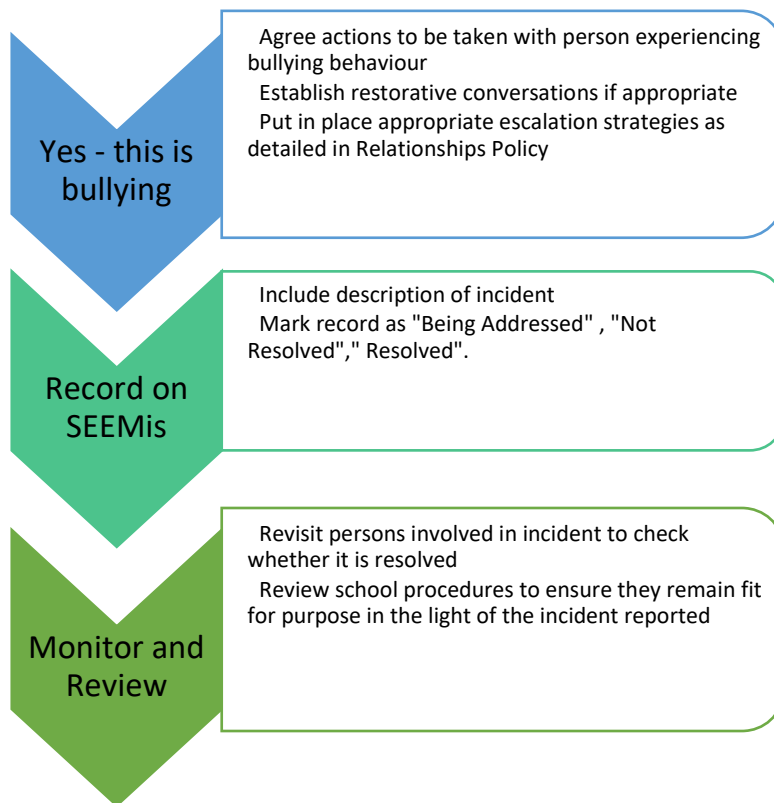 Yes - this is
bullying
Agree actions to be taken with person experiencing
bullying behaviour
Establish restorative conversations if appropriate
Put in place appropriate escalation strategies as
detailed in Relationships Policy
Record on
SEEMis
Include description of incident
Mark record as "Being Addressed" , "Not
Resolved"," Resolved".
Monitor and
Review
Revisit persons involved in incident to check
whether it is resolved
Review school procedures to ensure they remain fit
for purpose in the light of the incident reported